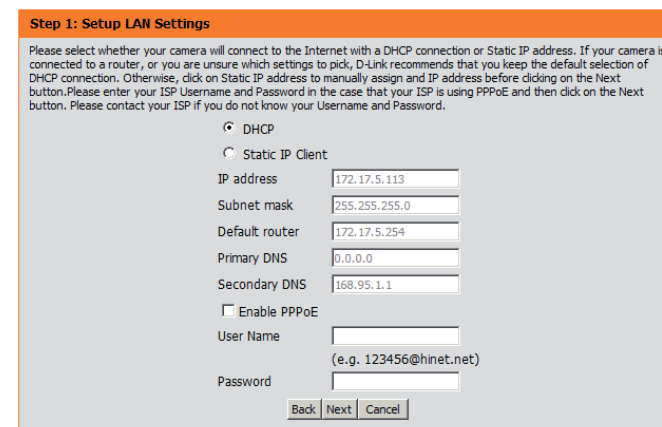 Step 1: Setup LAN Settings
Please select whether your camera will connect to the Internet with a DHCP connection or Static IP address. If your camera is
connected to a router, or you are unsure which settings to pick, D-Link recommends that you keep the default selection of
DHCP connection. Otherwise, click on Static IP address to manually assign and IP address before clicking on the Next
button.Please enter your ISP Username and Password in the case that your ISP is using PPPoE and then click on the Next
button. Please contact your ISP if you do not know your Username and Password.
DHCP
Static IP Client
IP address 172.17.5.113
Subnet mask 255.255.255.0
Default router 172.17.5.254
Primary DNS 0.0.0.0
Secondary DNS 168.95.1.1
Enable PPPoE
User Name
(e.g. 123456@hinet.net)
Password
Back Next Cancel